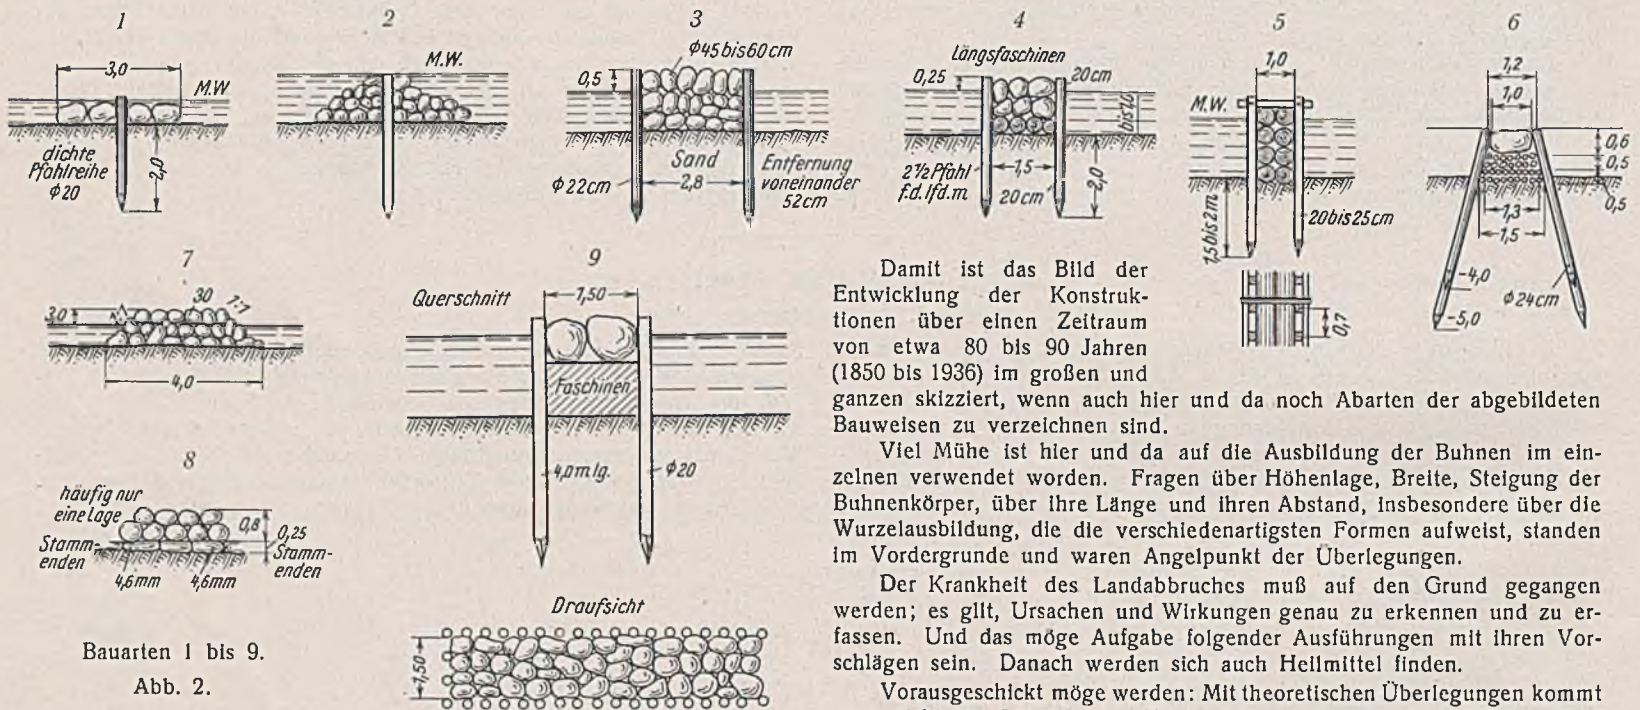 1
3,0
M.W
dichte
Pfahlreihe
Φ20
2,0
2
M.W.
3
Φ45 bis 60cm
0,5
Sand
Φ22cm
2,8
Entfernung
voneinander
52cm
4
Längsfaschinen
0,25
20cm
bis 1,0
2½ Pfahl
f.d.lfd.m.
1,5
20cm
2,0
5
1,0
M.W.
1,5 bis 2m
20 bis 25cm
0,7
6
1,2
1,0
0,6
0,5
0,5
1,3
1,5
-4,0
Φ24cm
-5,0
7
30
1:1
30
4,0
8
häufig nur
eine Lage
0,8
0,25
Stamm-
enden
Stamm-
enden
4,6mm
4,6mm
9
Querschnitt
1,50
Faschinen
4,0m lg.
Φ20
Draufsicht
1,50
Bauarten 1 bis 9.
Abb. 2.
Damit ist das Bild der
Entwicklung der Konstruk-
tionen über einen Zeitraum
von etwa 80 bis 90 Jahren
(1850 bis 1936) im großen und
ganzen skizziert, wenn auch hier und da noch Abarten der abgebildeten
Bauweisen zu verzeichnen sind.
Viel Mühe ist hier und da auf die Ausbildung der Buhnen im ein-
zelnen verwendet worden. Fragen über Höhenlage, Breite, Steigung der
Buhnenkörper, über ihre Länge und ihren Abstand, insbesondere über die
Wurzelausbildung, die die verschiedenartigsten Formen aufweist, standen
im Vordergrunde und waren Angelpunkt der Überlegungen.
Der Krankheit des Landabbruches muß auf den Grund gegangen
werden; es gilt, Ursachen und Wirkungen genau zu erkennen und zu er-
fassen. Und das möge Aufgabe folgender Ausführungen mit ihren Vor-
schlägen sein. Danach werden sich auch Heilmittel finden.
Vorausgeschickt möge werden: Mit theoretischen Überlegungen kommt